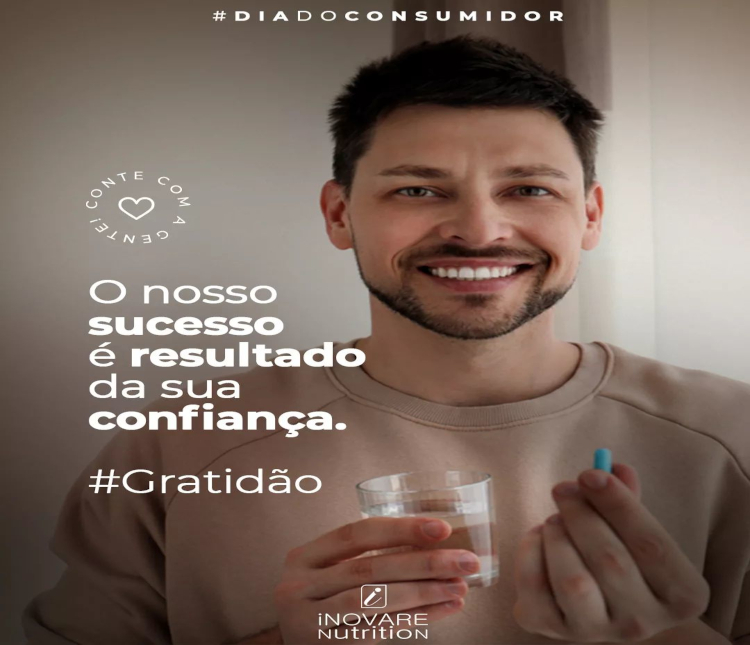 #DIADOCONSUMIDOR
CONTE COM A GENTE!
O nosso
sucesso
é resultado
da sua
confiança.
#Gratidão
iNOVARE
Nutrition